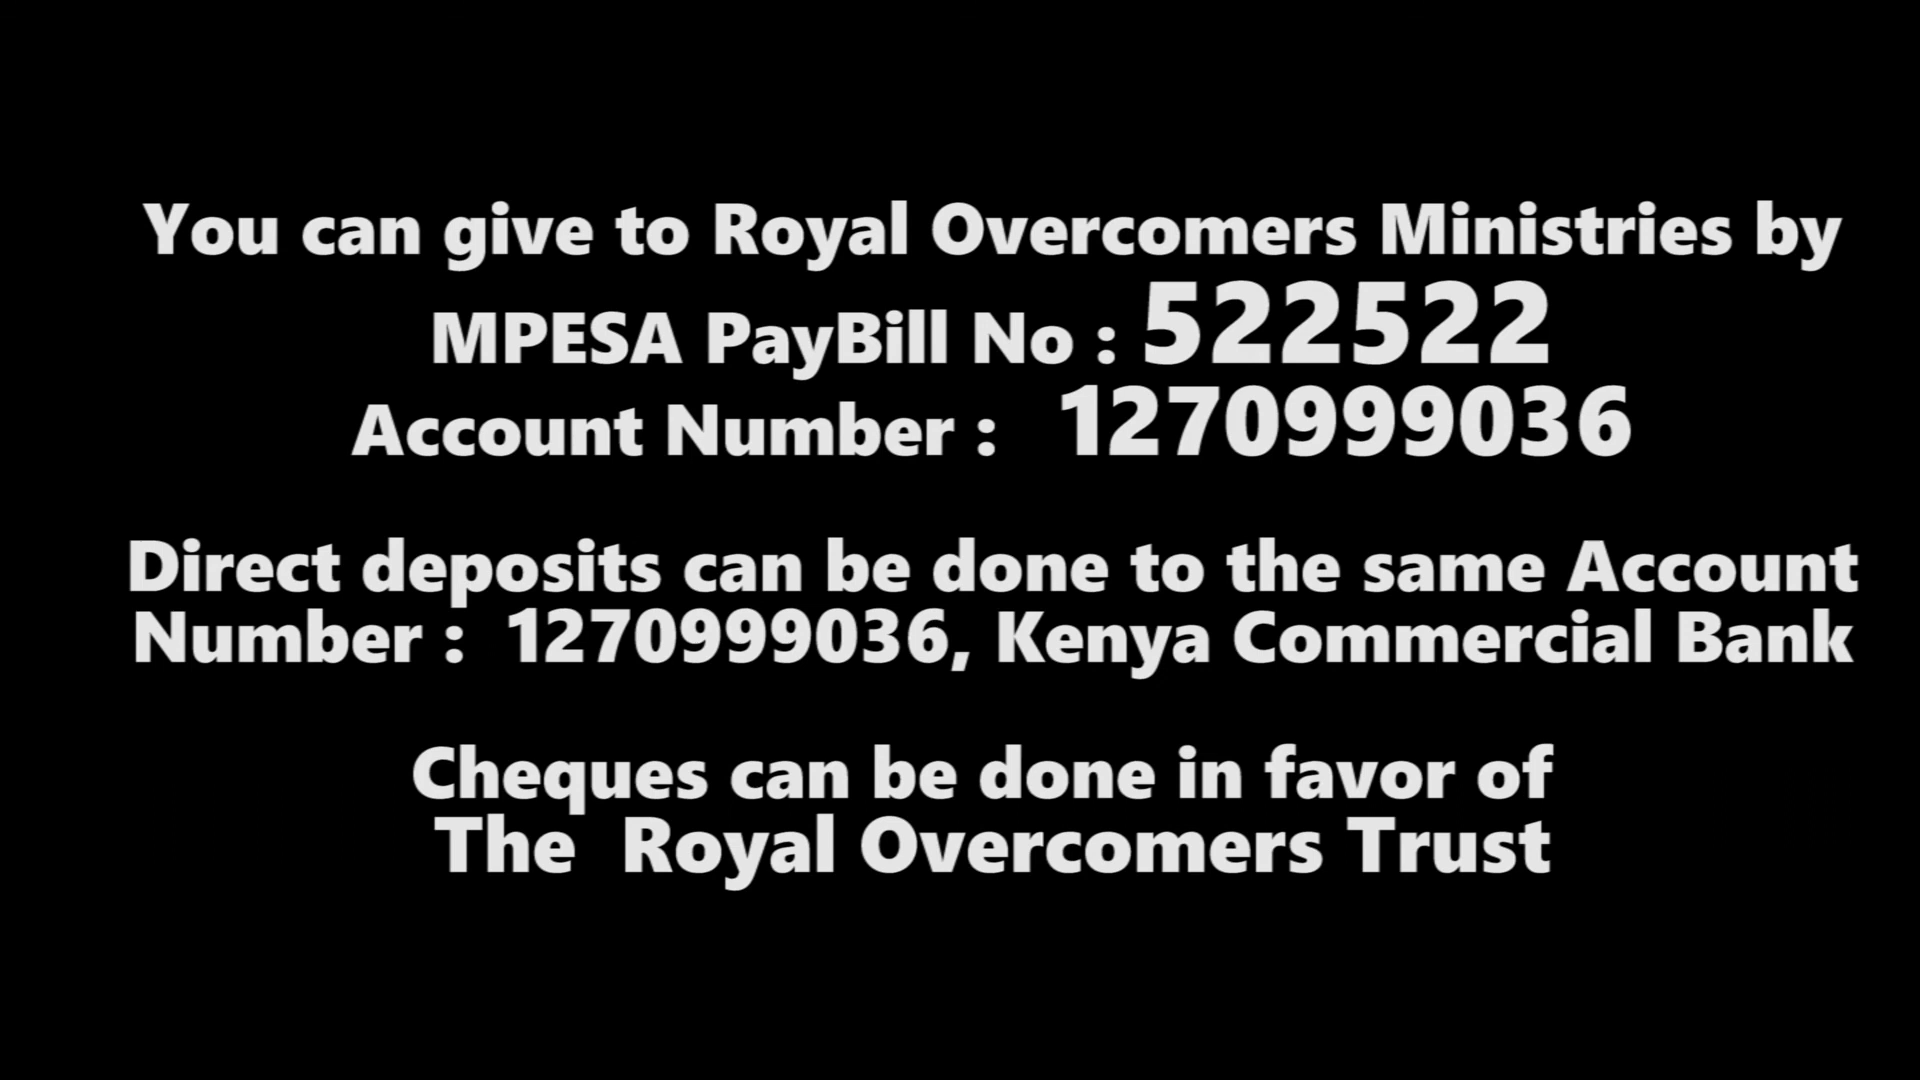 You can give to Royal Overcomers Ministries by
MPESA PayBill No : 522522
Account Number : 1270999036
Direct deposits can be done to the same Account
Number : 1270999036, Kenya Commercial Bank
Cheques can be done in favor of
The Royal Overcomers Trust